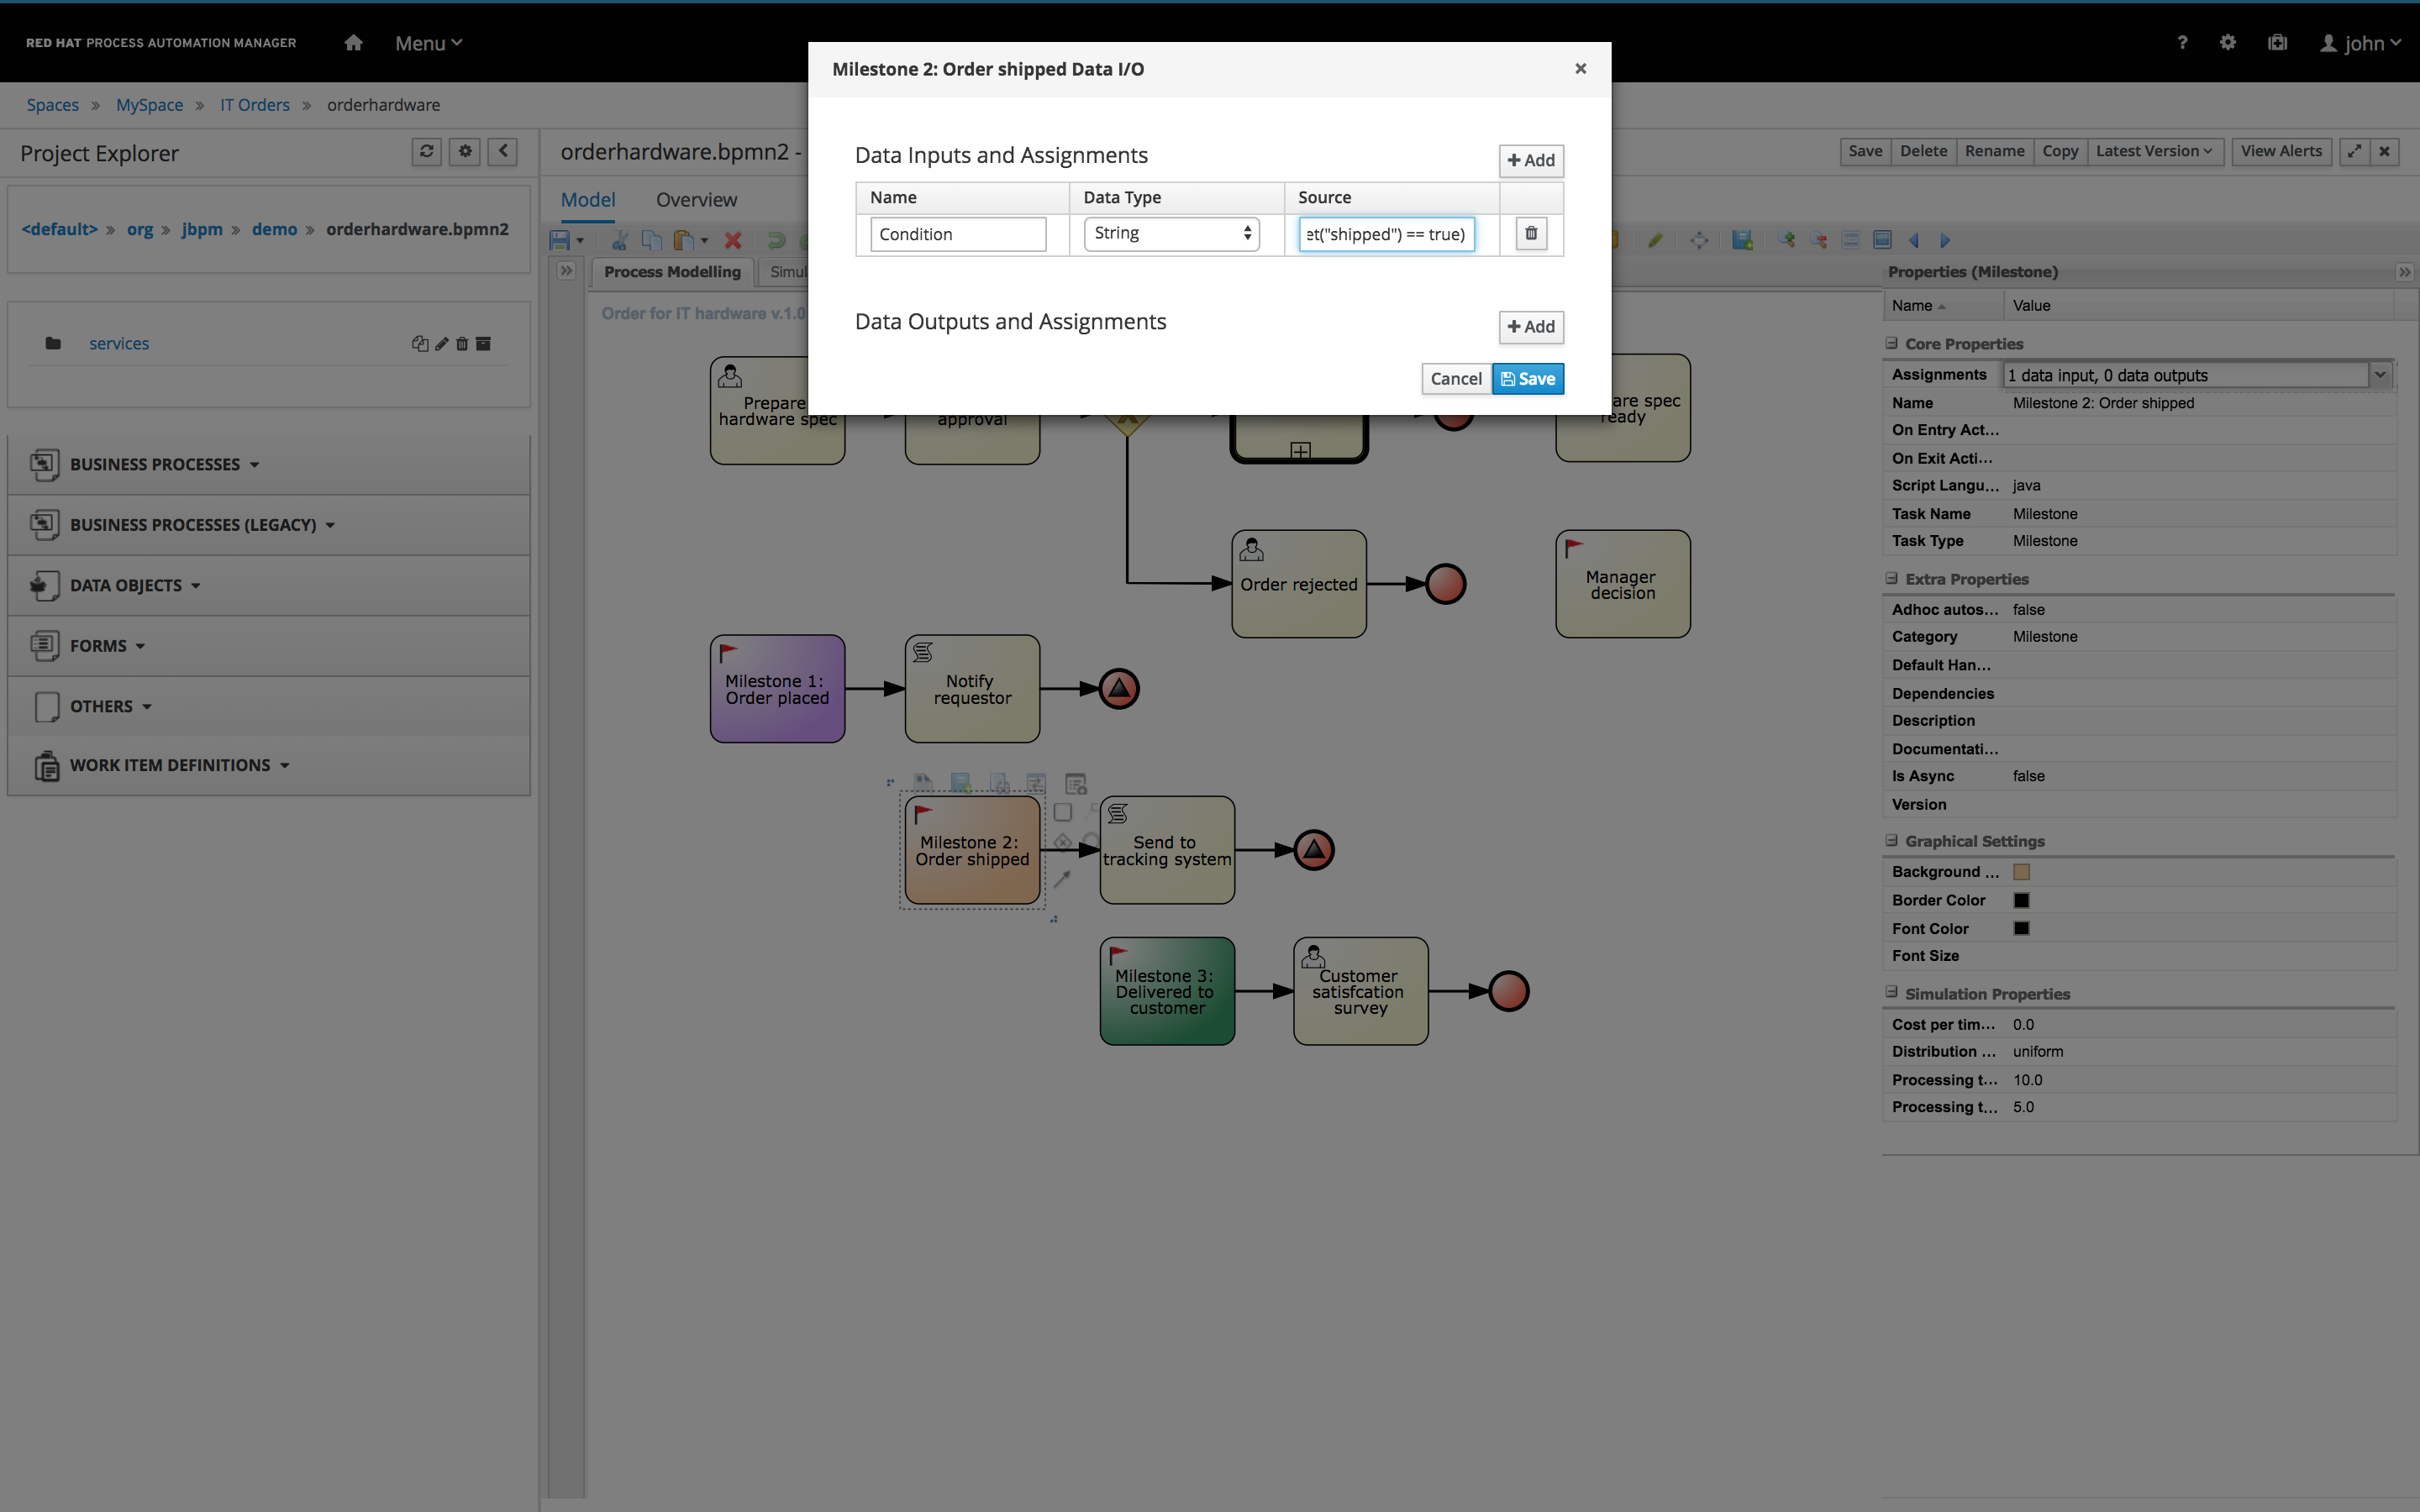 RED HAT PROCESS AUTOMATION MANAGER
Menu
?
john
Spaces » MySpace » IT Orders » orderhardware
Project Explorer
<default> » org » jbpm » demo » orderhardware.bpmn2
services
BUSINESS PROCESSES
BUSINESS PROCESSES (LEGACY)
DATA OBJECTS
FORMS
OTHERS
WORK ITEM DEFINITIONS
orderhardware.bpmn2 -
Save Delete Rename Copy Latest Version View Alerts
Model Overview
Process Modelling Simu
Order for IT hardware v.1.0
Milestone 2: Order shipped Data I/O
Data Inputs and Assignments
Add
Name Data Type Source
Condition String et("shipped") == true)
Data Outputs and Assignments
Add
Cancel Save
Prepare
hardware spec
approval
are spec
ready
Order rejected
Manager
decision
Milestone 1:
Order placed
Notify
requestor
Milestone 2:
Order shipped
Send to
tracking system
Milestone 3:
Delivered to
customer
Customer
satisfcation
survey
Properties (Milestone)
Name Value
Core Properties
Assignments 1 data input, 0 data outputs
Name Milestone 2: Order shipped
On Entry Act...
On Exit Acti...
Script Langu... java
Task Name Milestone
Task Type Milestone
Extra Properties
Adhoc autos... false
Category Milestone
Default Han...
Dependencies
Description
Documentati...
Is Async false
Version
Graphical Settings
Background ...
Border Color
Font Color
Font Size
Simulation Properties
Cost per tim... 0.0
Distribution ... uniform
Processing t... 10.0
Processing t... 5.0